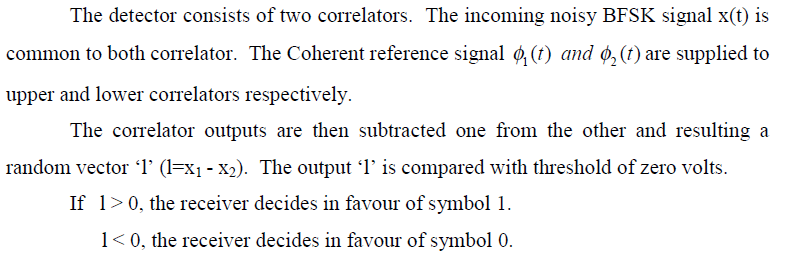 The detector consists of two correlators. The incoming noisy BFSK signal x(t) is
common to both correlator. The Coherent reference signal ϕ₁(t) and ϕ₂(t) are supplied to
upper and lower correlators respectively.
The correlator outputs are then subtracted one from the other and resulting a
random vector ‘l’ (l=x₁ - x₂). The output ‘l’ is compared with threshold of zero volts.
If l > 0, the receiver decides in favour of symbol 1.
l < 0, the receiver decides in favour of symbol 0.